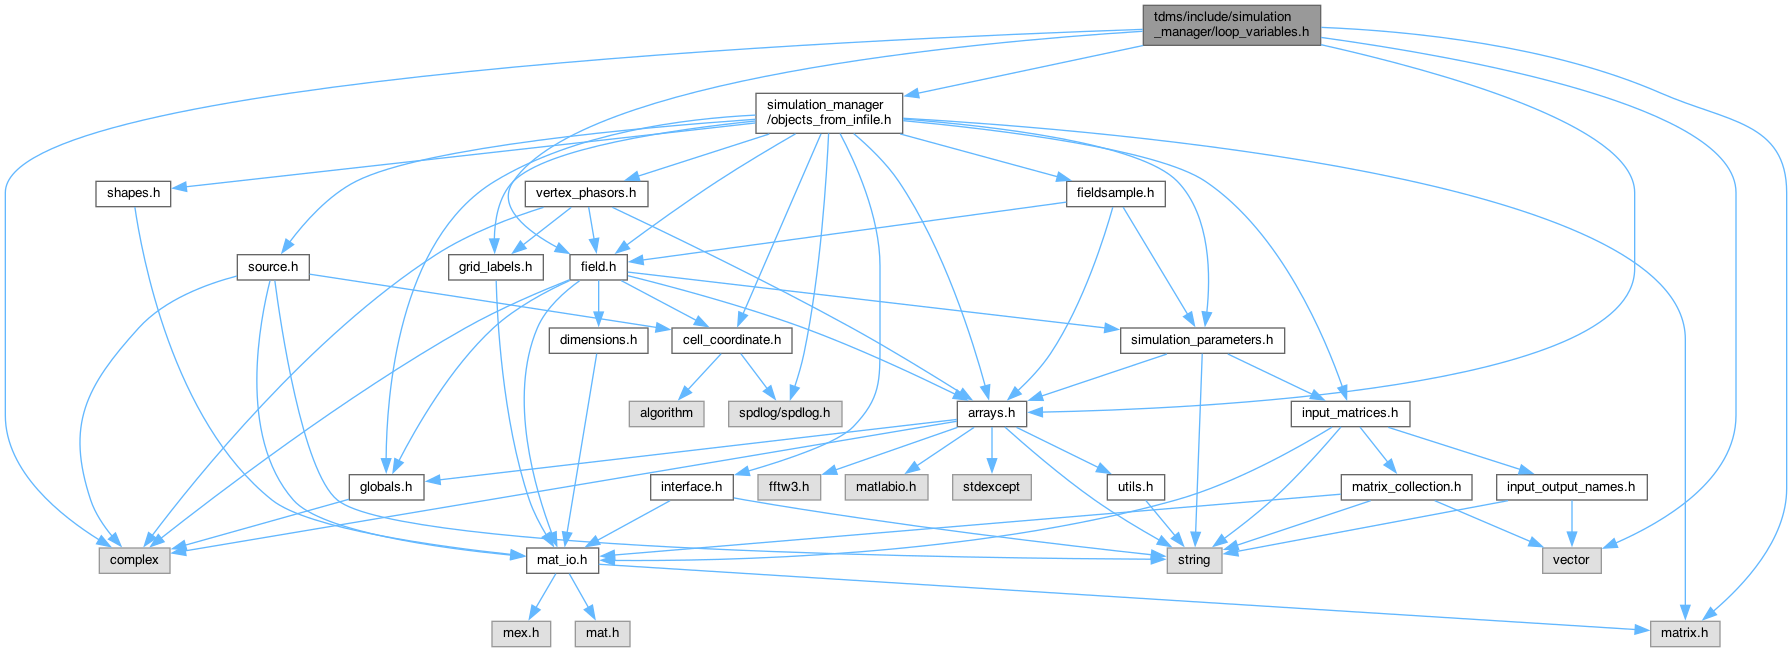 tdms/include/simulation
_manager/loop_variables.h
simulation_manager
/objects_from_infile.h
shapes.h
vertex_phasors.h
fieldsample.h
source.h
grid_labels.h
field.h
dimensions.h
cell_coordinate.h
simulation_parameters.h
algorithm
spdlog/spdlog.h
arrays.h
input_matrices.h
globals.h
interface.h
fftw3.h
matlabio.h
stdexcept
utils.h
matrix_collection.h
input_output_names.h
complex
mat_io.h
string
vector
mex.h
mat.h
matrix.h